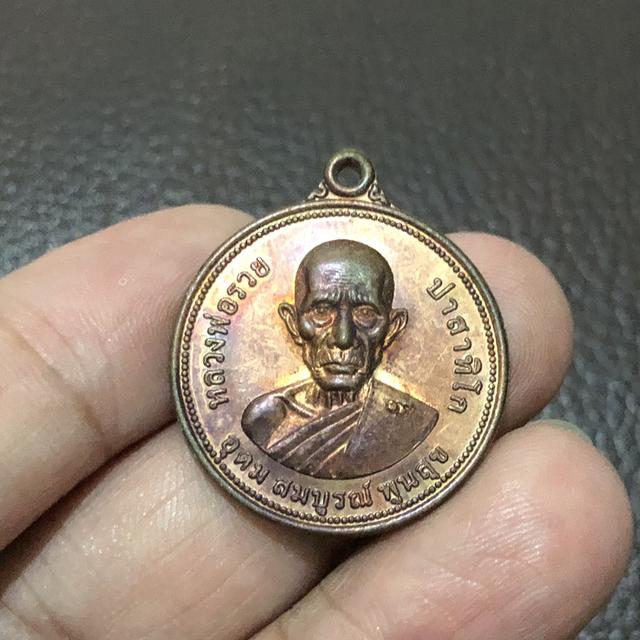 หลวงพ่อรวย ปาสาทิโก
อุดม สมบูรณ์ พูนสุข